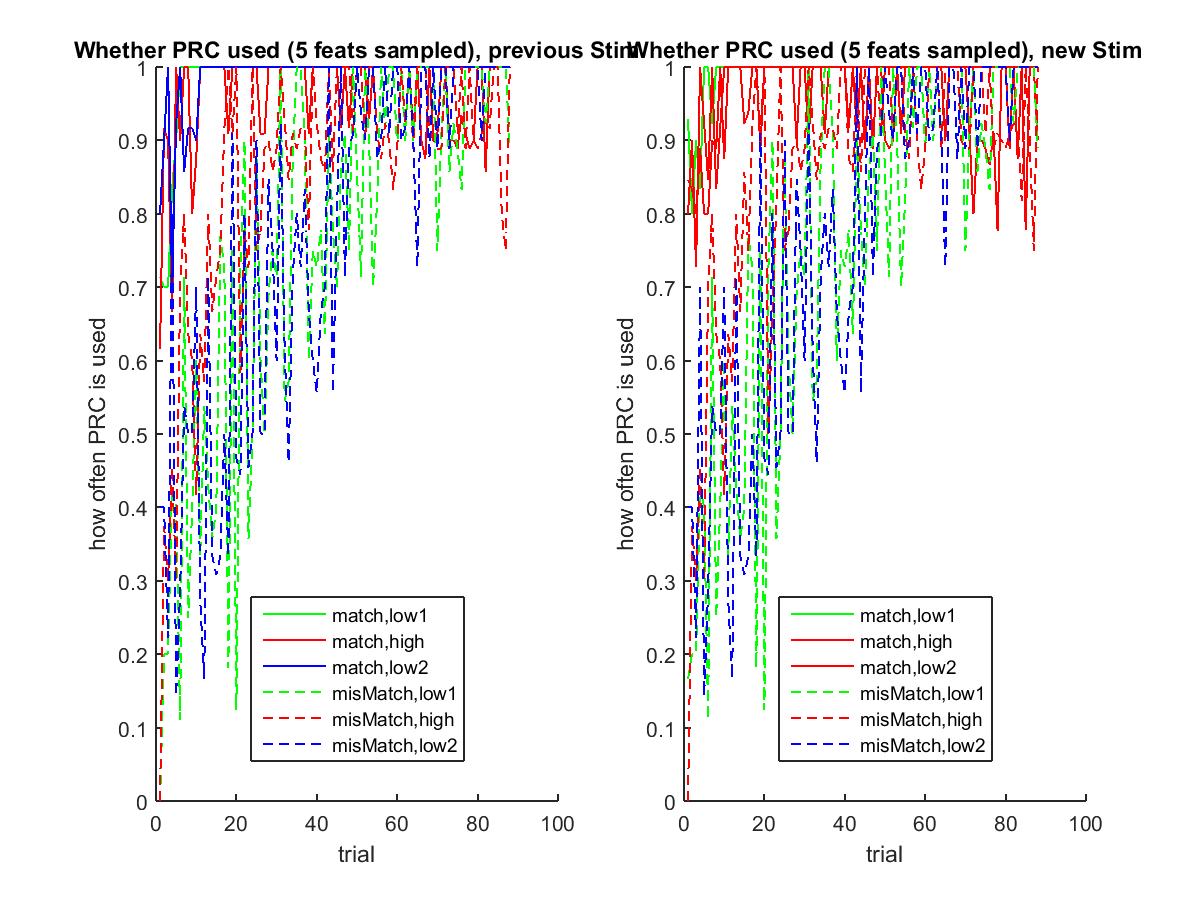 Whether PRC used (5 feats sampled), previous Stim
1
0.9
0.8
0.7
0.6
0.5
0.4
0.3
0.2
0.1
0
how often PRC is used
match,low1
match,high
match,low2
misMatch,low1
misMatch,high
misMatch,low2
0 20 40 60 80 100
trial
Whether PRC used (5 feats sampled), new Stim
1
0.9
0.8
0.7
0.6
0.5
0.4
0.3
0.2
0.1
0
how often PRC is used
match,low1
match,high
match,low2
misMatch,low1
misMatch,high
misMatch,low2
0 20 40 60 80 100
trial